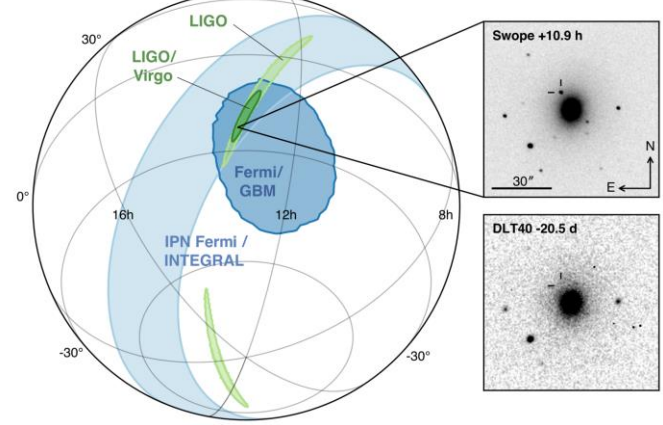 LIGO
30°
LIGO/
Virgo
Fermi/
GBM
0°
16h
12h
8h
IPN Fermi /
INTEGRAL
-30°
-30°
Swope +10.9 h
30"
N
E
DLT40 -20.5 d